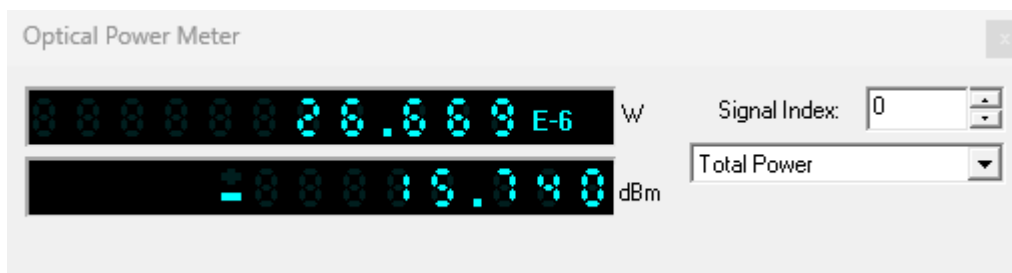 Optical Power Meter
26.669 E-6 W
Signal Index: 0
-15.740 dBm
Total Power